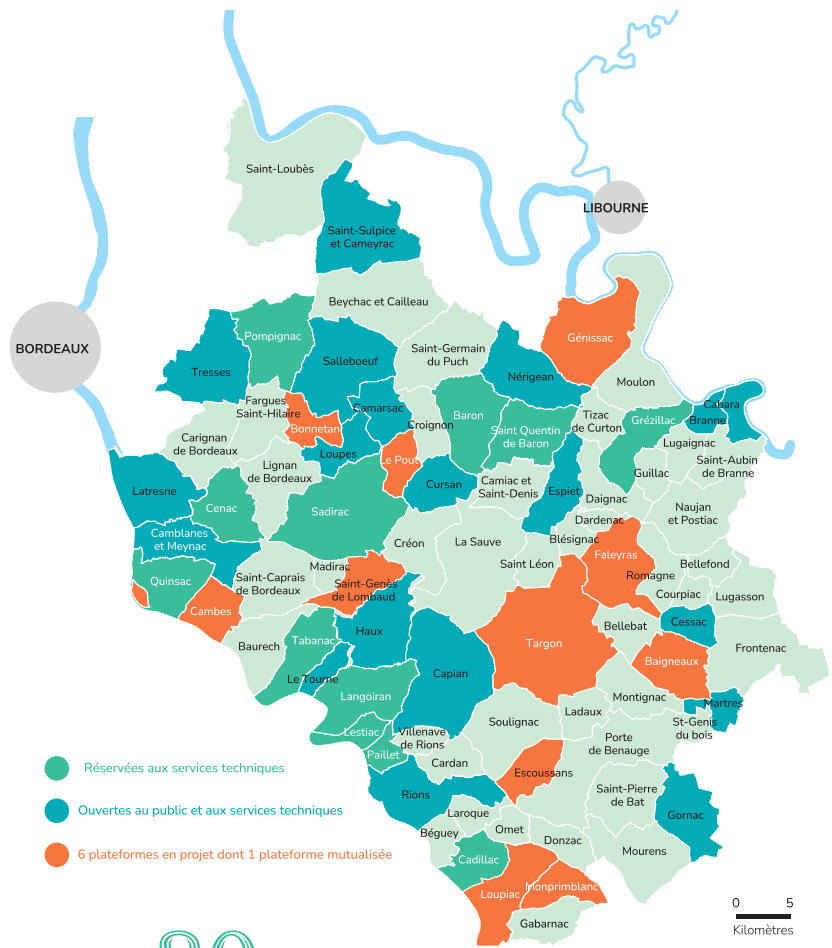 Saint-Loubès
LIBOURNE
Saint-Sulpice
et Cameyrac
Beychac et Cailleau
BORDEAUX
Pompignac
Génissac
Saint-Germain
du Puch
Salleboeuf
Tresses
Nérigean
Moulon
Fargues
Saint-Hilaire
Camarsac
Cabara
Branne
Baron
Tizac
de Curton
Grézillac
Croignon
Bonnetan
Saint Quentin
de Baron
Carignan
de Bordeaux
Lugaignac
Loupes
Le Pout
Saint-Aubin
de Branne
Lignan
de Bordeaux
Guillac
Cursan
Camiac et
Saint-Denis
Latresne
Espiet
Daignac
Cenac
Sadirac
Naujan
et Postiac
Dardenac
Camblanes
et Meynac
Créon
La Sauve
Blésignac
Faleyras
Saint Léon
Bellefond
Madirac
Quinsac
Saint-Caprais
de Bordeaux
Saint-Genès
de Lombaud
Romagne
Courpiac
Lugasson
Cambes
Cessac
Bellebat
Haux
Tabanac
Targon
Baurech
Frontenac
Baigneaux
Capian
Le Tourne
Langoiran
Montignac
Martres
Ladaux
Soulignac
St-Genis
du bois
Lestiac
Villenave
de Rions
Porte
de Benauge
Paillet
Cardan
Réservées aux services techniques
Escoussans
Saint-Pierre
de Bat
Rions
Ouvertes au public et aux services techniques
Laroque
Gornac
Béguey
Omet
Donzac
Mourens
6 plateformes en projet dont 1 plateforme mutualisée
Cadillac
Loupiac
Monprimblanc
Gabarnac
0 5
Kilomètres